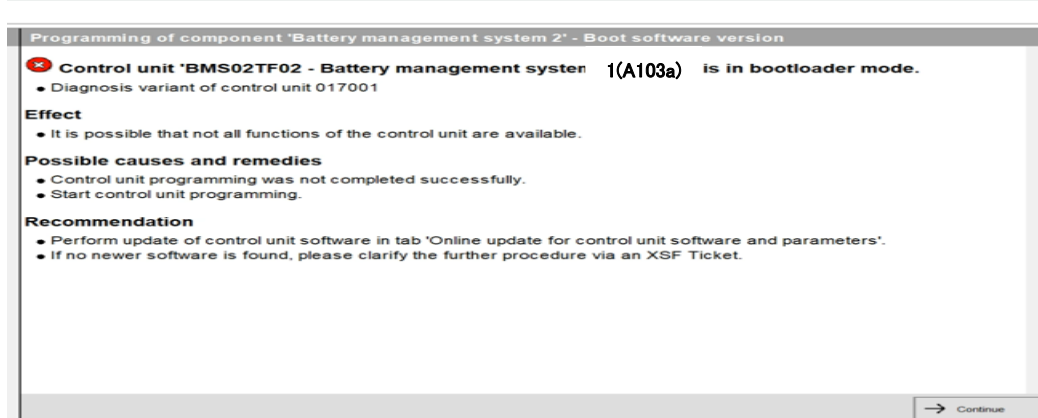 Programming of component 'Battery management system 2' - Boot software version
Control unit 'BMS02TF02 - Battery management syster 1(A103a) is in bootloader mode.
• Diagnosis variant of control unit 017001
Effect
• It is possible that not all functions of the control unit are available.
Possible causes and remedies
• Control unit programming was not completed successfully.
• Start control unit programming.
Recommendation
• Perform update of control unit software in tab 'Online update for control unit software and parameters'.
• If no newer software is found, please clarify the further procedure via an XSF Ticket.
Continue